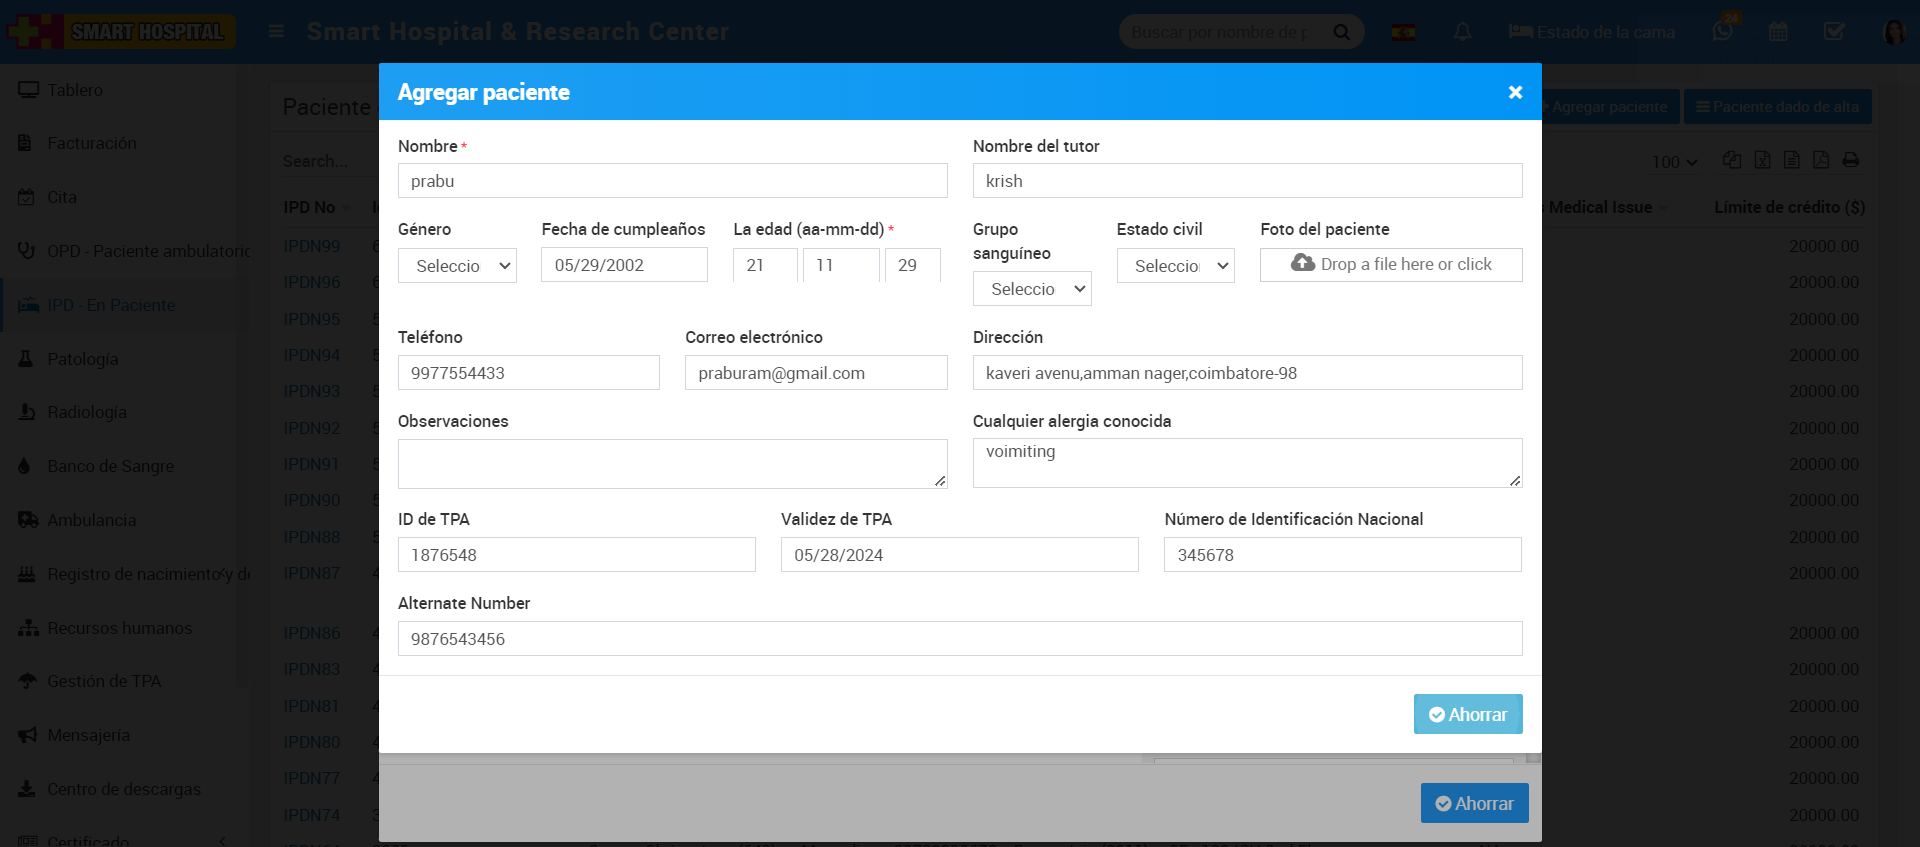 SMART HOSPITAL
Smart Hospital & Research Center
Buscar por nombre de p
Estado de la cama
24
Tablero
Facturación
Cita
OPD - Paciente ambulatorio
IPD - En Paciente
Patología
Radiología
Banco de Sangre
Ambulancia
Registro de nacimiento y de
Recursos humanos
Gestión de TPA
Mensajería
Centro de descargas
Certificado
Paciente
Agregar paciente
Paciente dado de alta
Search...
100
IPD No
Medical Issue
Límite de crédito ($)
IPDN99
20000.00
IPDN96
20000.00
IPDN95
20000.00
IPDN94
20000.00
IPDN93
20000.00
IPDN92
20000.00
IPDN91
20000.00
IPDN90
20000.00
IPDN88
20000.00
IPDN87
20000.00
IPDN86
20000.00
IPDN83
20000.00
IPDN81
20000.00
IPDN80
20000.00
IPDN77
20000.00
IPDN74
20000.00
Agregar paciente
×
Nombre *
prabu
Nombre del tutor
krish
Género
Seleccio
Fecha de cumpleaños
05/29/2002
La edad (aa-mm-dd) *
21 11 29
Grupo
sanguíneo
Seleccio
Estado civil
Seleccio
Foto del paciente
Drop a file here or click
Teléfono
9977554433
Correo electrónico
praburam@gmail.com
Dirección
kaveri avenu,amman nager,coimbatore-98
Observaciones
Cualquier alergia conocida
voimiting
ID de TPA
1876548
Validez de TPA
05/28/2024
Número de Identificación Nacional
345678
Alternate Number
9876543456
Ahorrar
Ahorrar